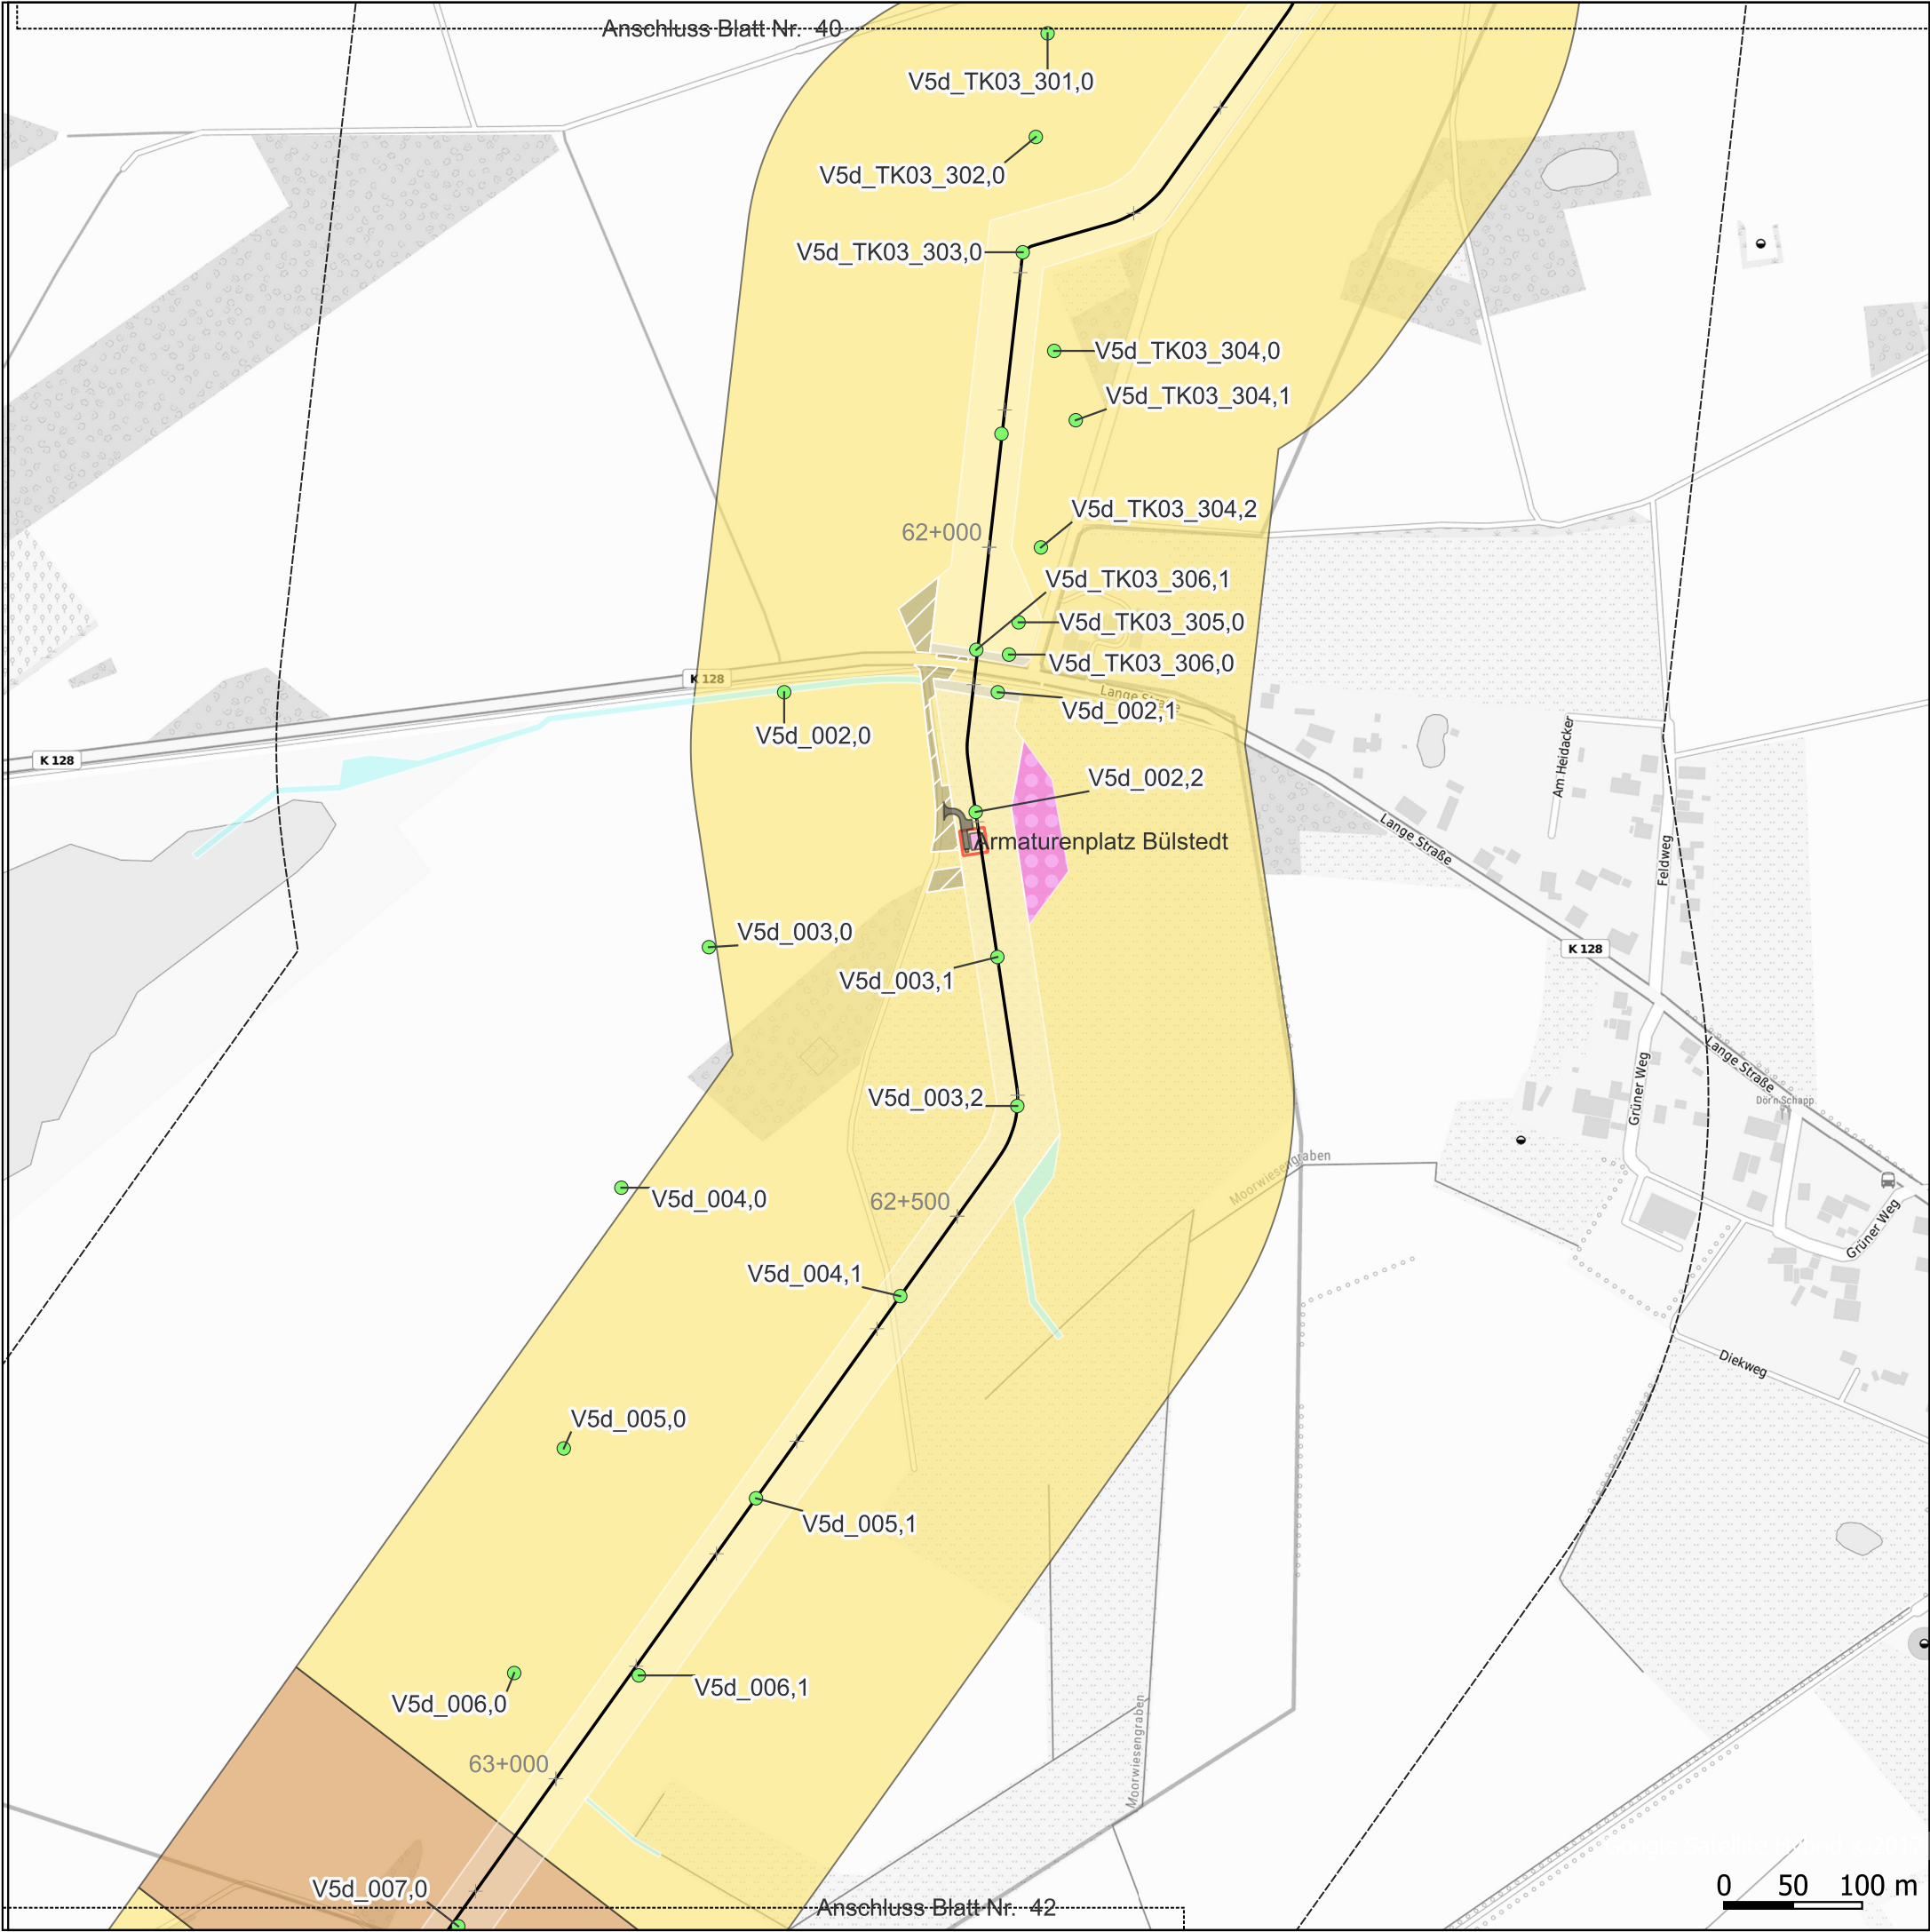 Anschluss Blatt Nr. 40
V5d_TK03_301,0
V5d_TK03_302,0
V5d_TK03_303,0
V5d_TK03_304,0
V5d_TK03_304,1
V5d_TK03_304,2
62+000
V5d_TK03_306,1
V5d_TK03_305,0
V5d_TK03_306,0
K 128
Lange Straße
V5d_002,1
V5d_002,0
K 128
Am Heidacker
V5d_002,2
Armaturenplatz Bülstedt
Lange Straße
Feldweg
V5d_003,0
K 128
V5d_003,1
Lange Straße
Grüner Weg
V5d_003,2
Dörn Schapp
Moorwiesengraben
V5d_004,0
62+500
Grüner Weg
V5d_004,1
Diekweg
V5d_005,0
V5d_005,1
V5d_006,0
V5d_006,1
Moorwiesengraben
63+000
V5d_007,0
0 50 100 m
Anschluss Blatt Nr. 42